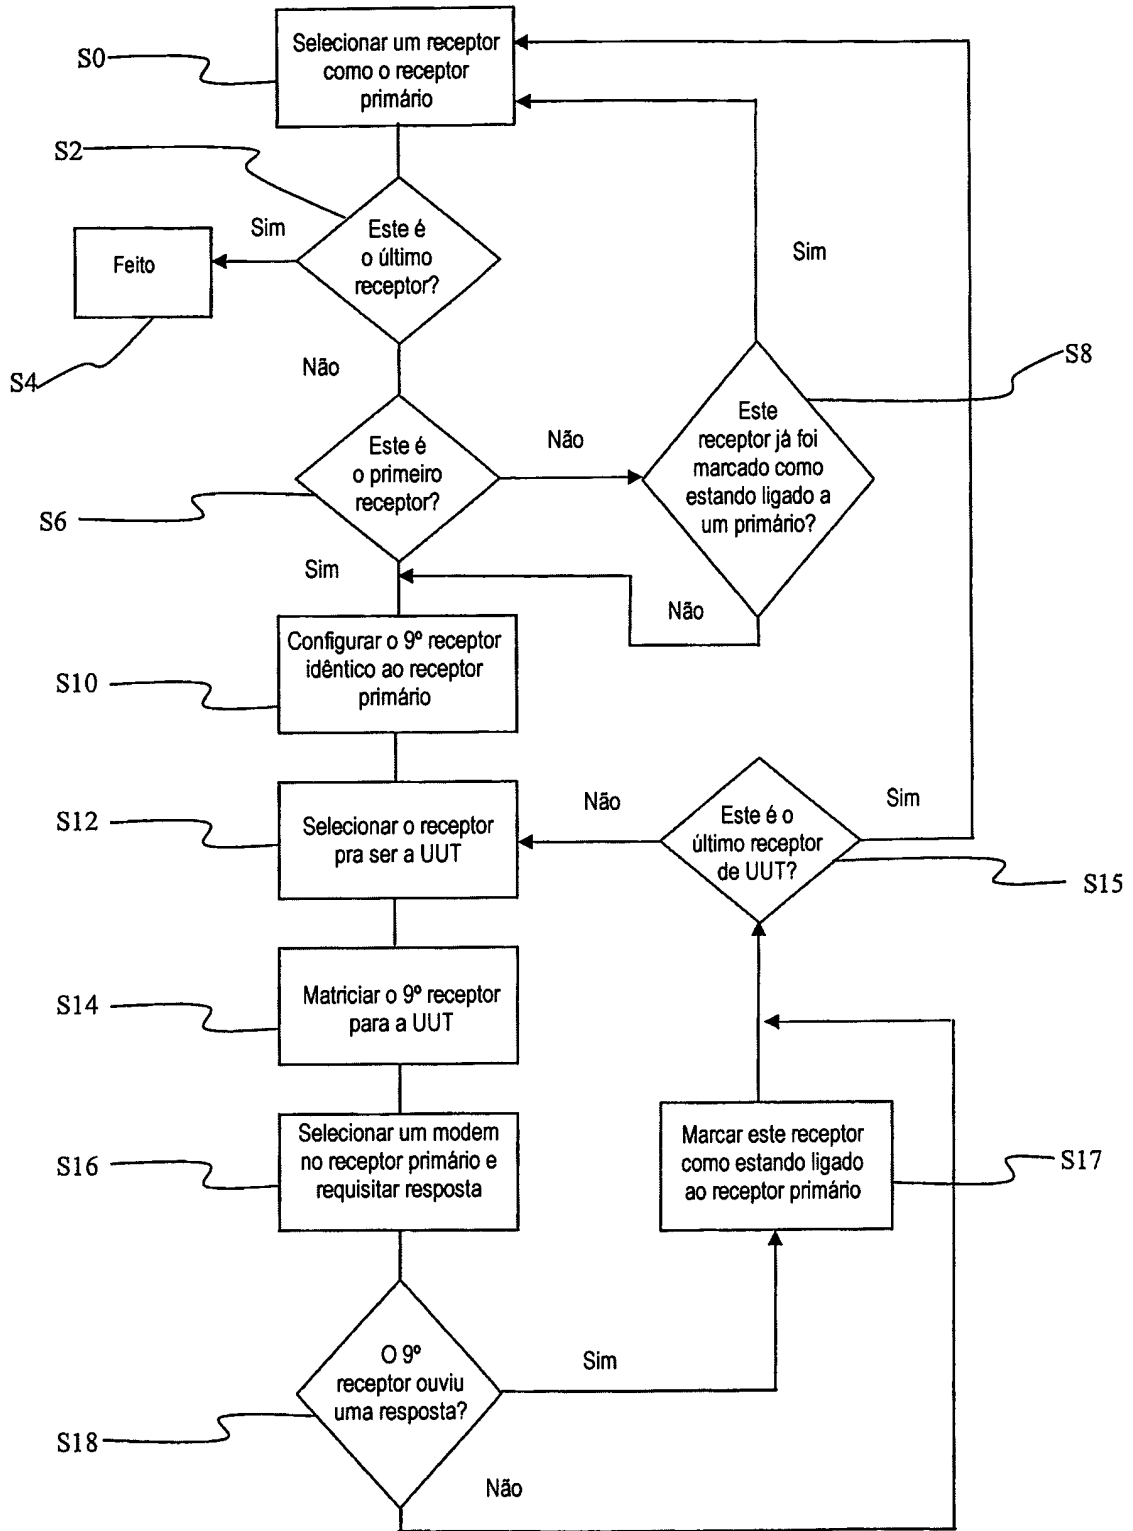 Selecionar um receptor
como o receptor
primário
S0
S2
Sim
Este é
o último
receptor?
Feito
Sim
S4
Não
S8
Este
receptor já foi
marcado como
estando ligado a
um primário?
Este é
o primeiro
receptor?
Não
S6
Sim
Não
Configurar o 9º receptor
idêntico ao receptor
primário
S10
S12
Selecionar o receptor
pra ser a UUT
Não
Este é o
último receptor
de UUT?
Sim
S15
S14
Matriciar o 9º receptor
para a UUT
S16
Selecionar um modem
no receptor primário e
requisitar resposta
Marcar este receptor
como estando ligado
ao receptor primário
S17
O 9º
receptor ouviu
uma resposta?
Sim
S18
Não